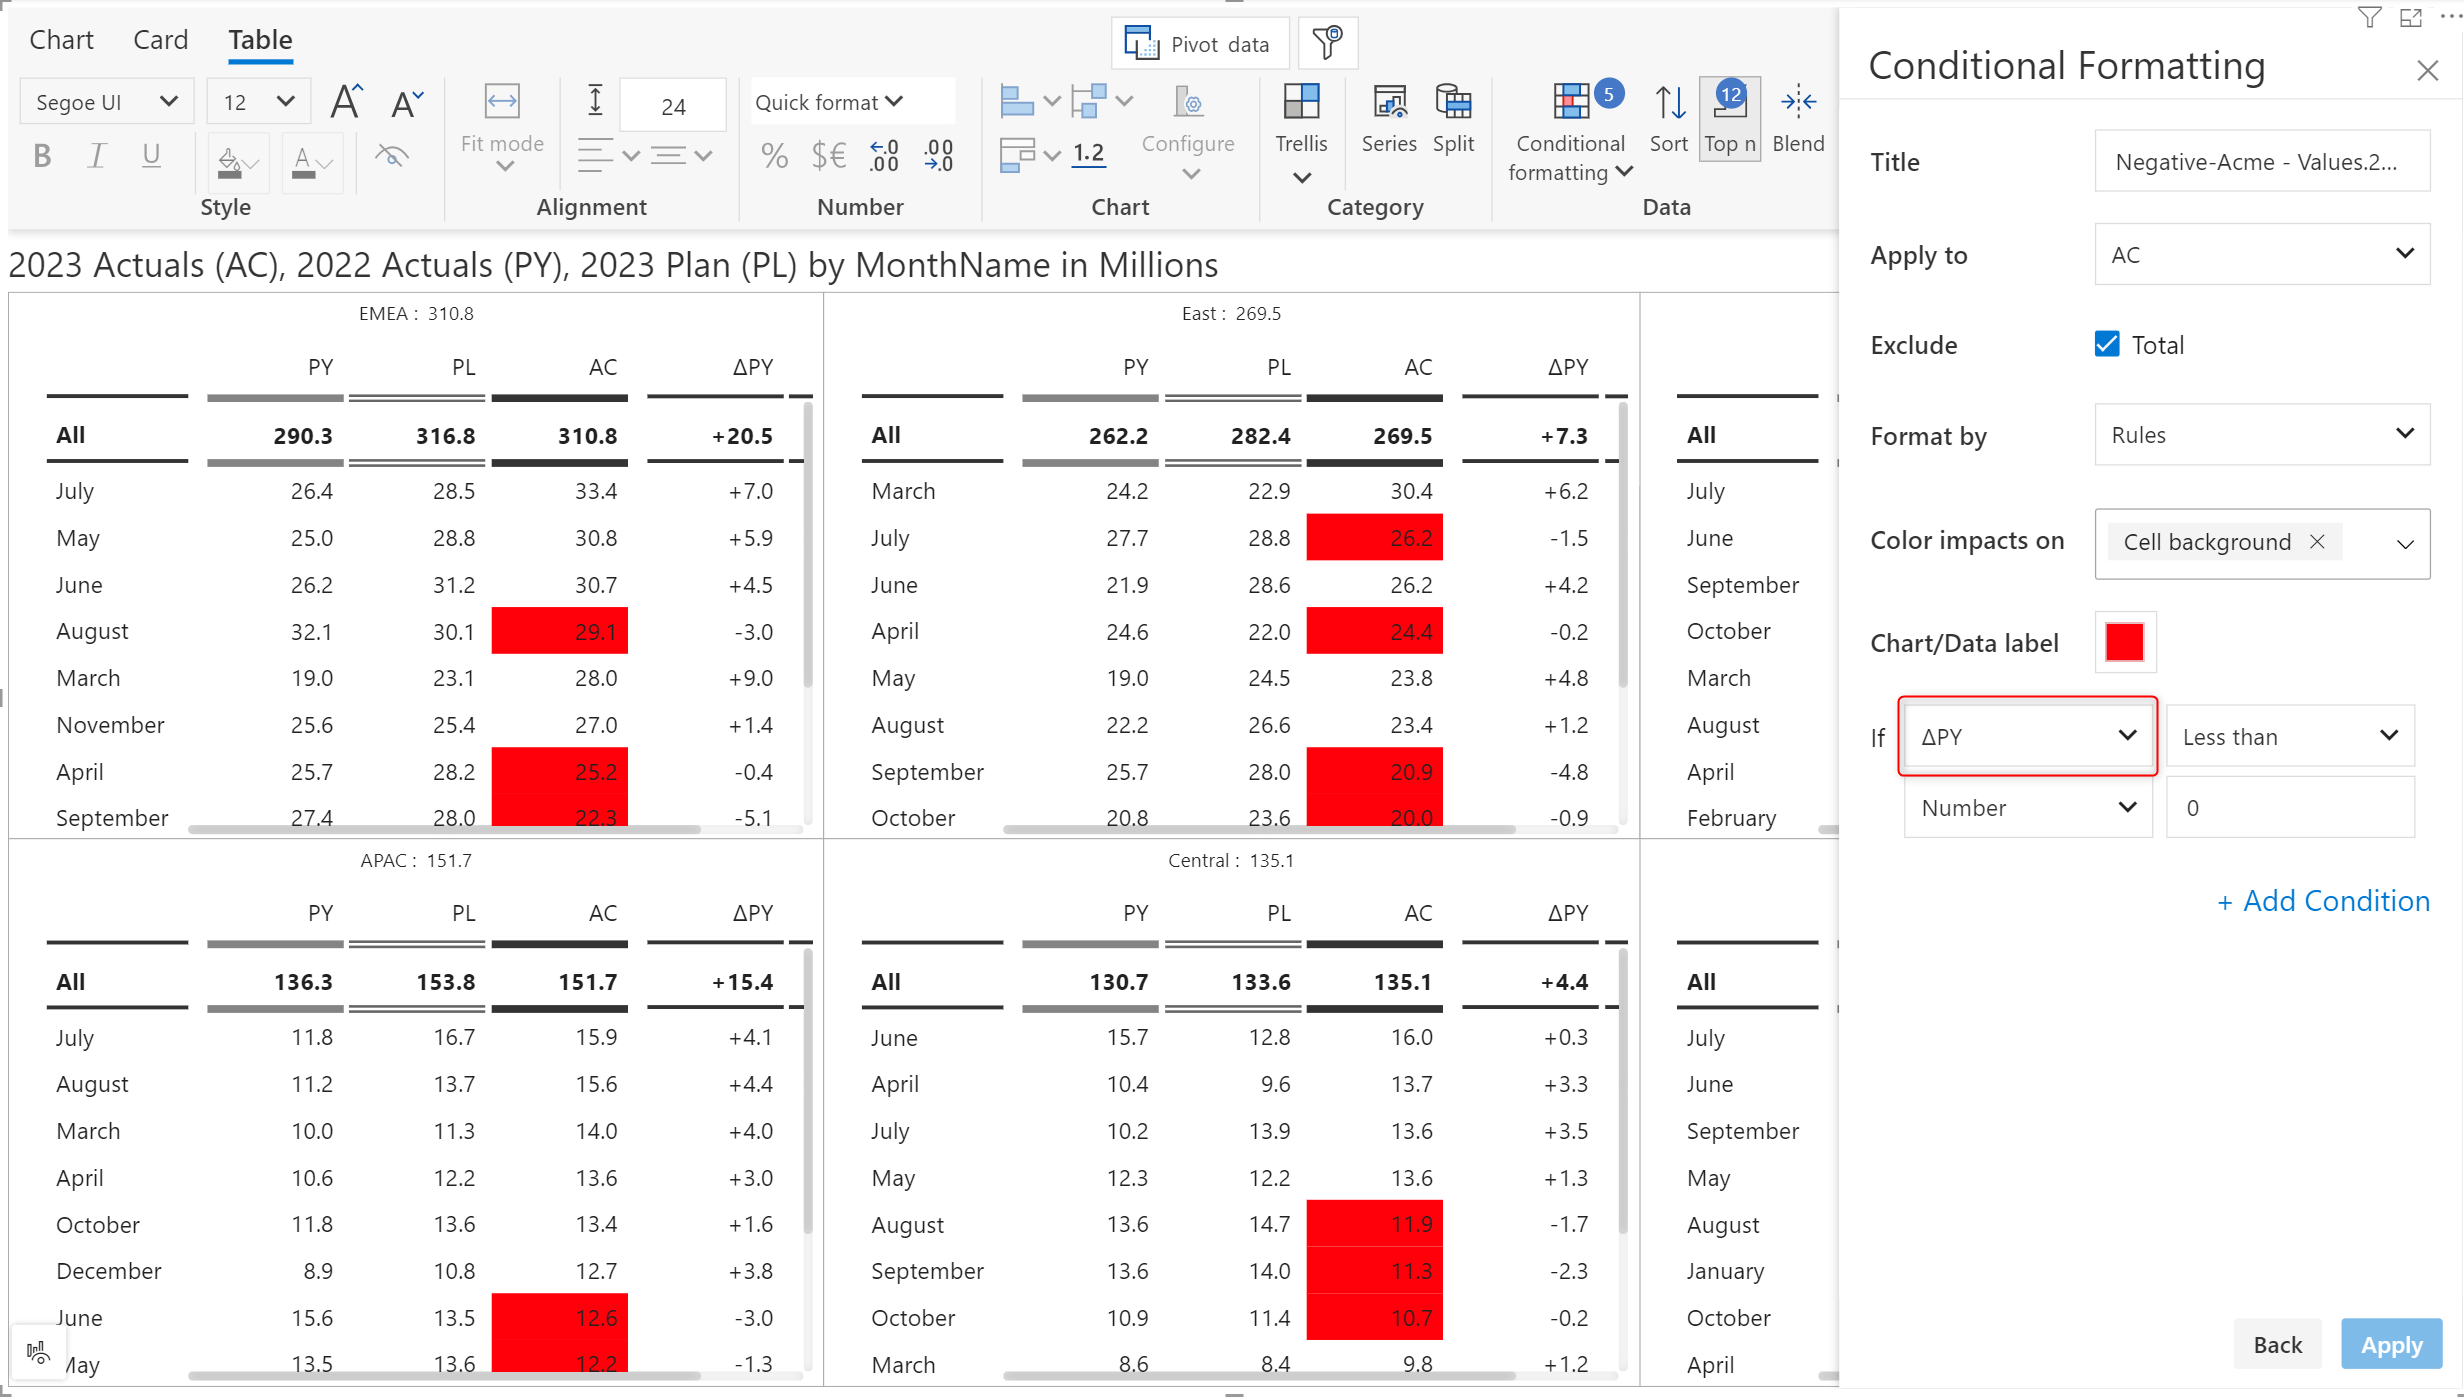 Chart Card Table
Pivot data
Segoe UI 12
Fit mode
24
Quick format
% $€ .0 .00 .00 .0
1.2
Configure
Trellis
Series Split
Conditional formatting 5
Sort
12 Top n
Blend
B I U A
Style Alignment Number Chart Category Data
2023 Actuals (AC), 2022 Actuals (PY), 2023 Plan (PL) by MonthName in Millions
EMEA : 310.8
PY PL AC ΔPY
All 290.3 316.8 310.8 +20.5
July 26.4 28.5 33.4 +7.0
May 25.0 28.8 30.8 +5.9
June 26.2 31.2 30.7 +4.5
August 32.1 30.1 29.1 -3.0
March 19.0 23.1 28.0 +9.0
November 25.6 25.4 27.0 +1.4
April 25.7 28.2 25.2 -0.4
September 27.4 28.0 22.3 -5.1
East : 269.5
PY PL AC ΔPY
All 262.2 282.4 269.5 +7.3
March 24.2 22.9 30.4 +6.2
July 27.7 28.8 26.2 -1.5
June 21.9 28.6 26.2 +4.2
April 24.6 22.0 24.4 -0.2
May 19.0 24.5 23.8 +4.8
August 22.2 26.6 23.4 +1.2
September 25.7 28.0 20.9 -4.8
October 20.8 23.6 20.0 -0.9
All
July
June
September
October
March
August
April
February
APAC : 151.7
PY PL AC ΔPY
All 136.3 153.8 151.7 +15.4
July 11.8 16.7 15.9 +4.1
August 11.2 13.7 15.6 +4.4
March 10.0 11.3 14.0 +4.0
April 10.6 12.2 13.6 +3.0
October 11.8 13.6 13.4 +1.6
December 8.9 10.8 12.7 +3.8
June 15.6 13.5 12.6 -3.0
May 13.5 13.6 12.2 -1.3
Central : 135.1
PY PL AC ΔPY
All 130.7 133.6 135.1 +4.4
June 15.7 12.8 16.0 +0.3
April 10.4 9.6 13.7 +3.3
July 10.2 13.9 13.6 +3.5
May 12.3 12.2 13.6 +1.3
August 13.6 14.7 11.9 -1.7
September 13.6 14.0 11.3 -2.3
October 10.9 11.4 10.7 -0.2
March 8.6 8.4 9.8 +1.2
All
July
June
September
May
August
January
October
April
Conditional Formatting
Title Negative-Acme - Values.2...
Apply to AC
Exclude Total
Format by Rules
Color impacts on Cell background
Chart/Data label
If ΔPY Less than
Number 0
+ Add Condition
Back Apply